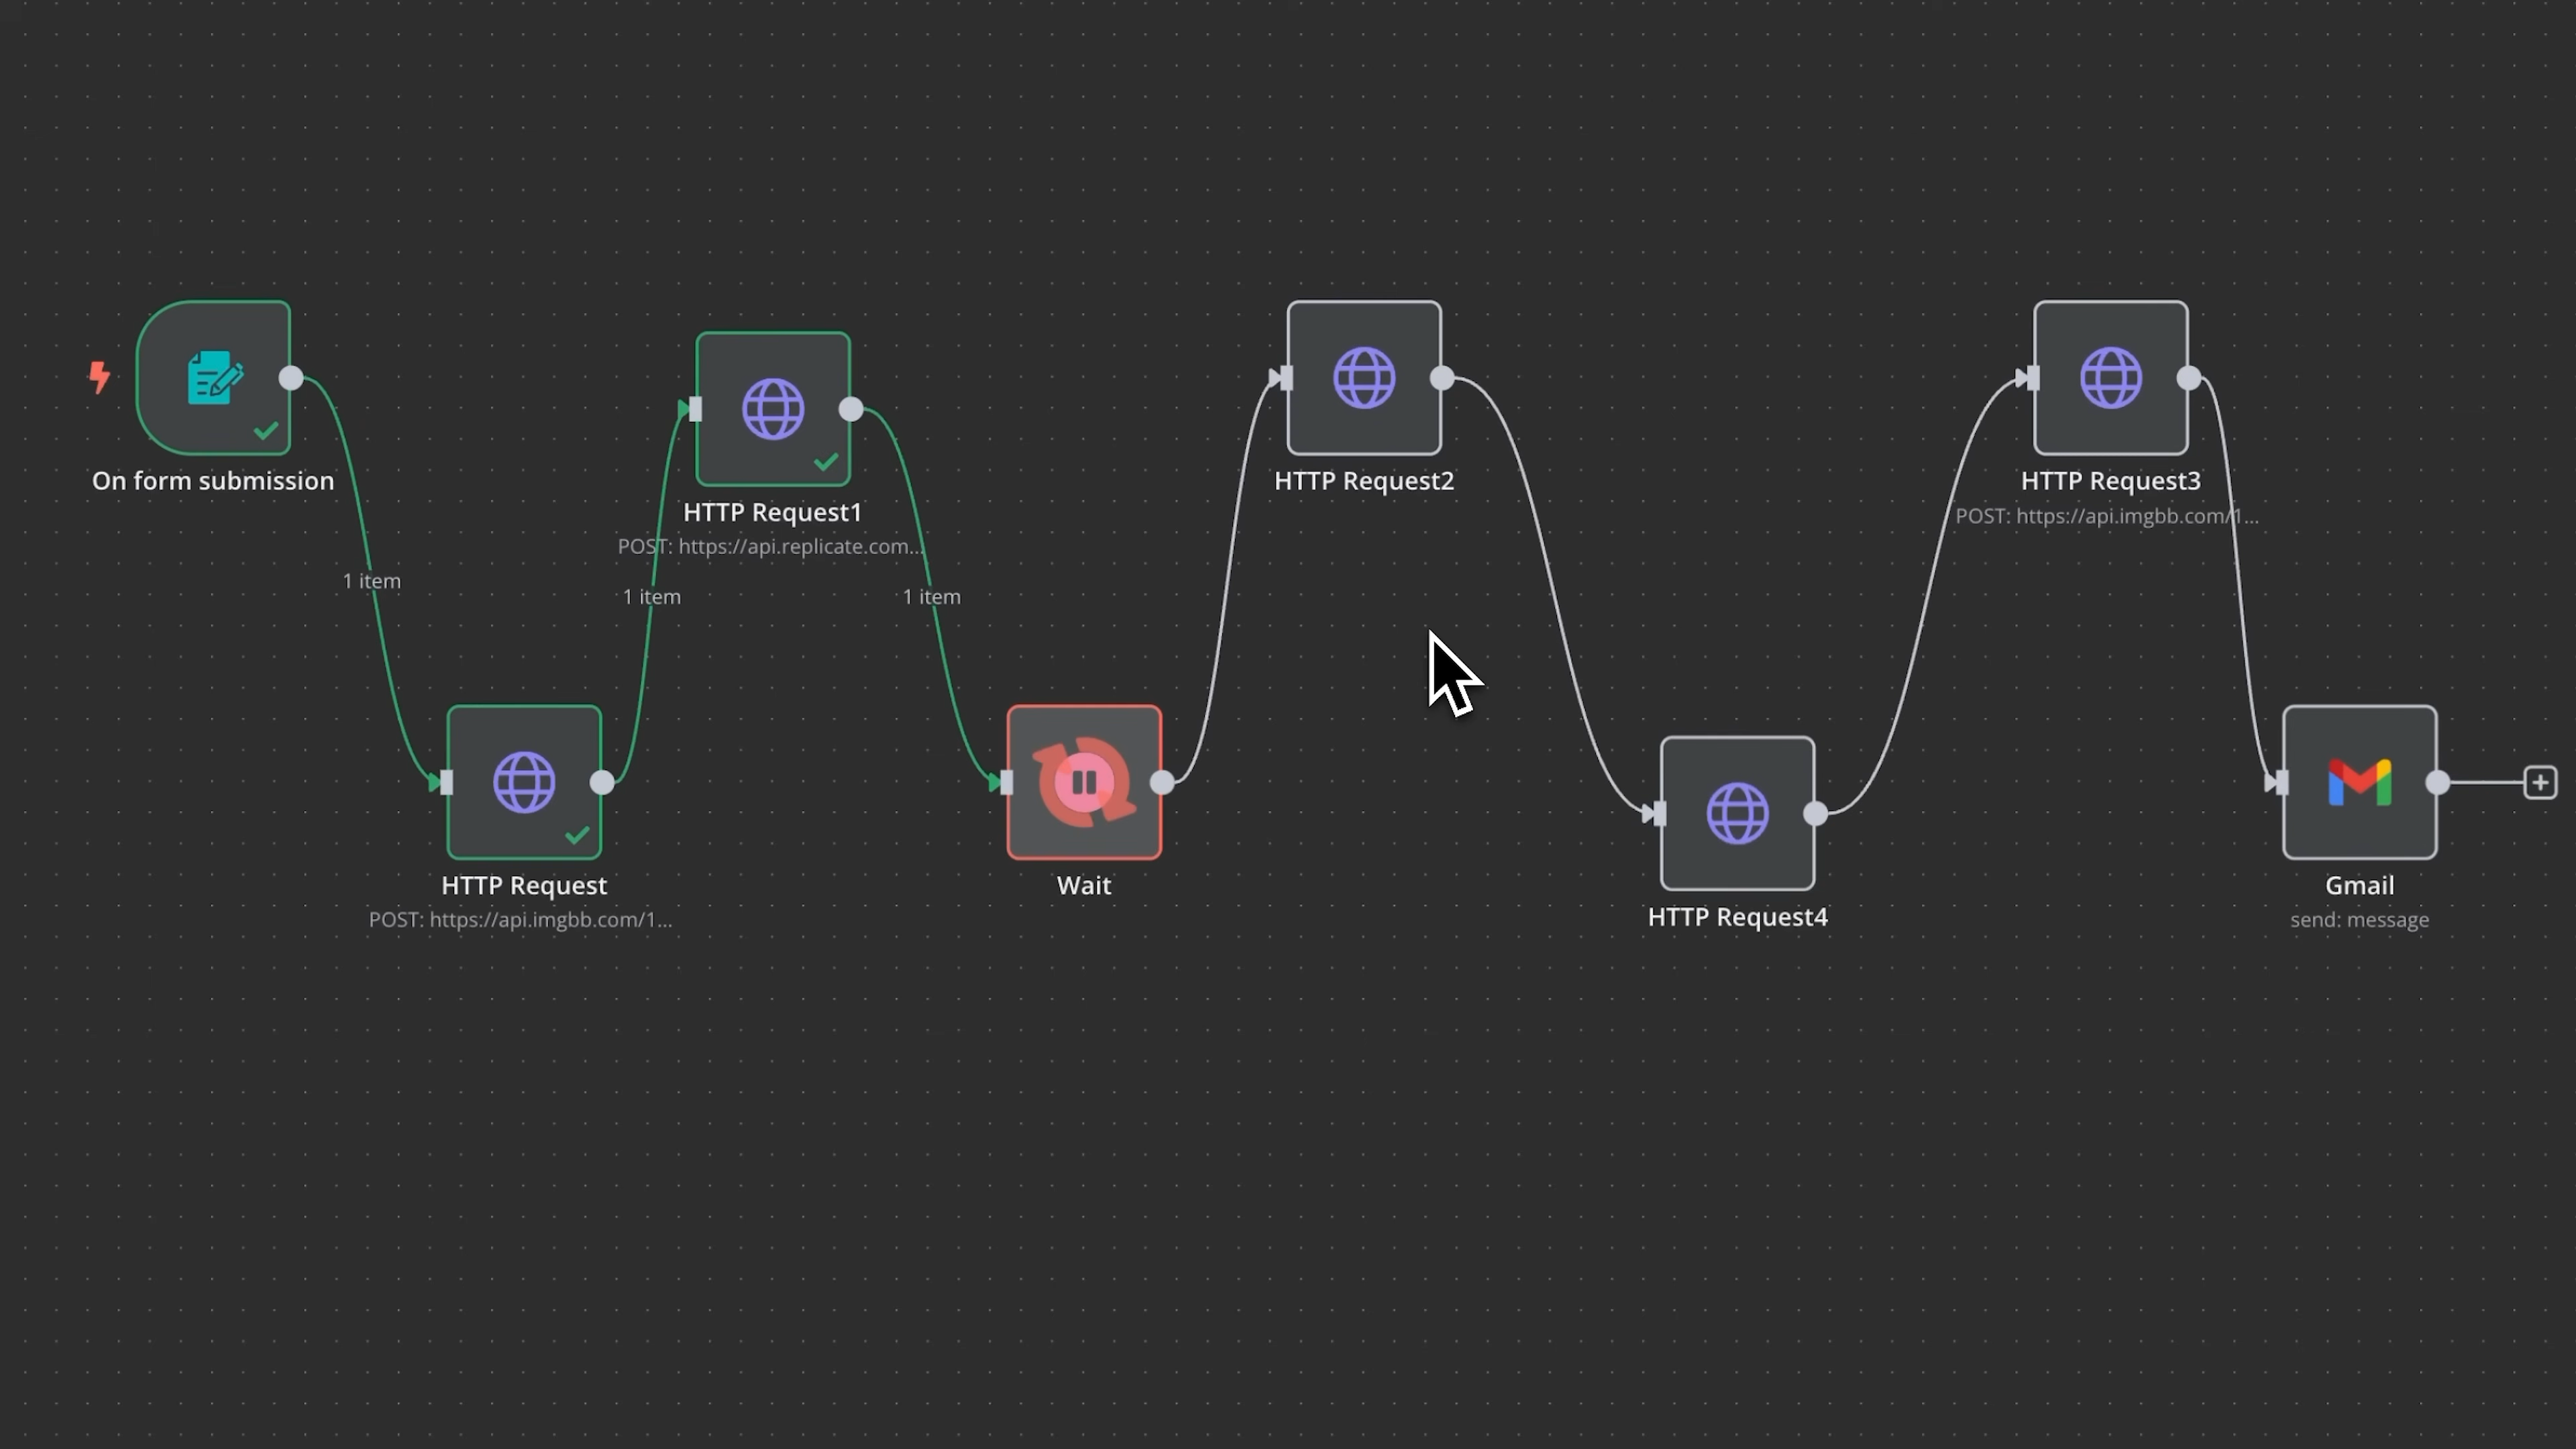 On form submission
1 item
HTTP Request
POST: https://api.imgbb.com/1...
1 item
HTTP Request1
POST: https://api.replicate.com...
1 item
Wait
HTTP Request2
HTTP Request4
HTTP Request3
POST: https://api.imgbb.com/1...
Gmail
send: message